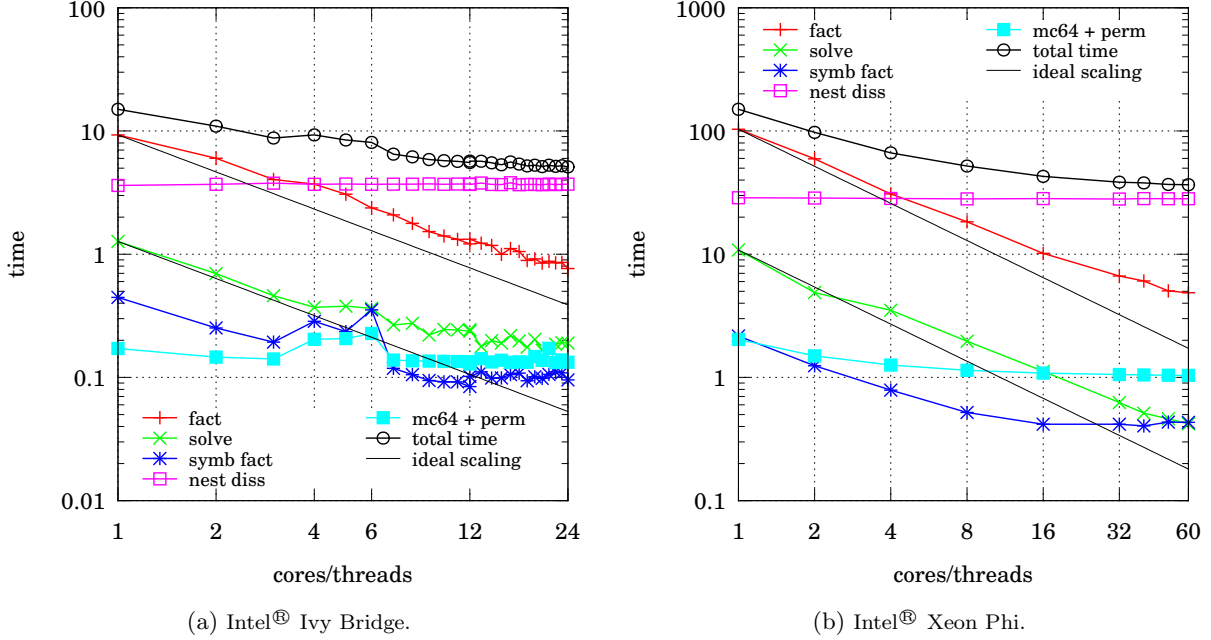 100
10
1
0.1
0.01
time
fact
solve
symb fact
nest diss
mc64 + perm
total time
ideal scaling
1 2 4 6 12 24
cores/threads
(a) Intel® Ivy Bridge.
1000
100
10
1
0.1
time
fact
solve
symb fact
nest diss
mc64 + perm
total time
ideal scaling
1 2 4 8 16 32 60
cores/threads
(b) Intel® Xeon Phi.